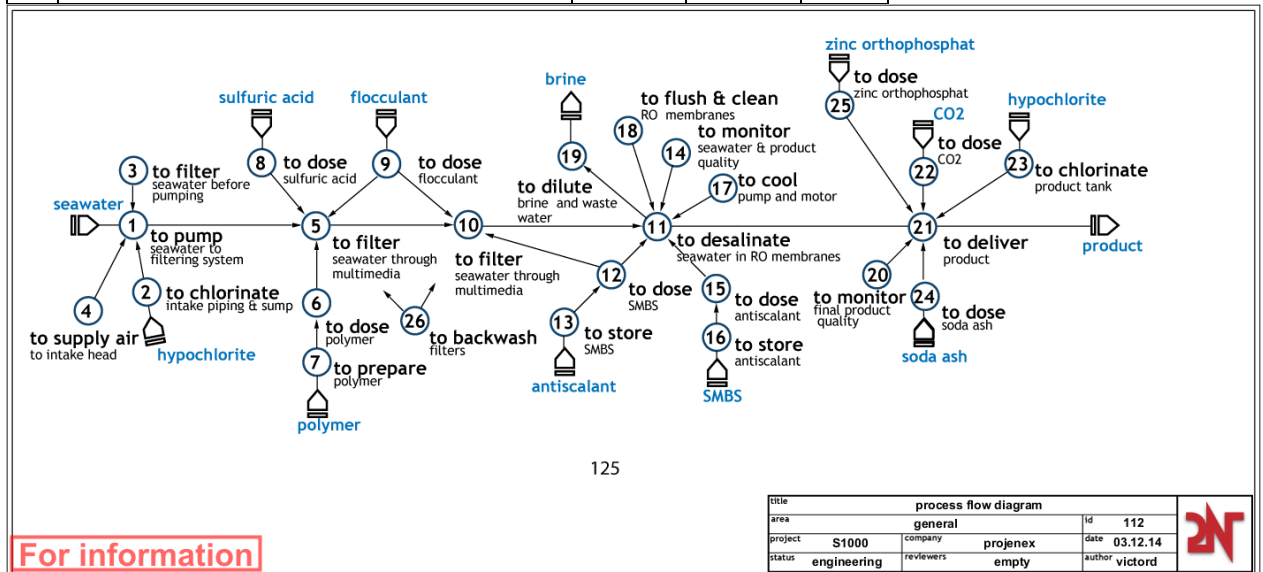 zinc orthophosphat
to dose
zinc orthophosphat
25
brine
sulfuric acid
flocculant
to flush & clean
RO membranes
18
CO2
hypochlorite
to monitor
seawater & product
quality
14
to dose
CO2
22
8
to dose
sulfuric acid
9
to dose
flocculant
19
23
to chlorinate
product tank
3
to filter
seawater before
pumping
17
to cool
pump and motor
to dilute
brine and waste
water
seawater
1
to pump
seawater to
filtering system
5
to filter
seawater through
multimedia
10
to filter
seawater through
multimedia
11
to desalinate
seawater in RO membranes
21
to deliver
product
product
12
to dose
SMBS
20
to monitor
final product
quality
2
to chlorinate
intake piping & sump
15
to dose
antiscalant
24
to dose
soda ash
4
to supply air
to intake head
hypochlorite
6
to dose
polymer
26
to backwash
filters
13
to store
SMBS
16
to store
antiscalant
soda ash
7
to prepare
polymer
antiscalant
SMBS
polymer
125
title
process flow diagram
area
general
id 112
project S1000
company projenex
date 03.12.14
status engineering
reviewers empty
author victord
2N
For information